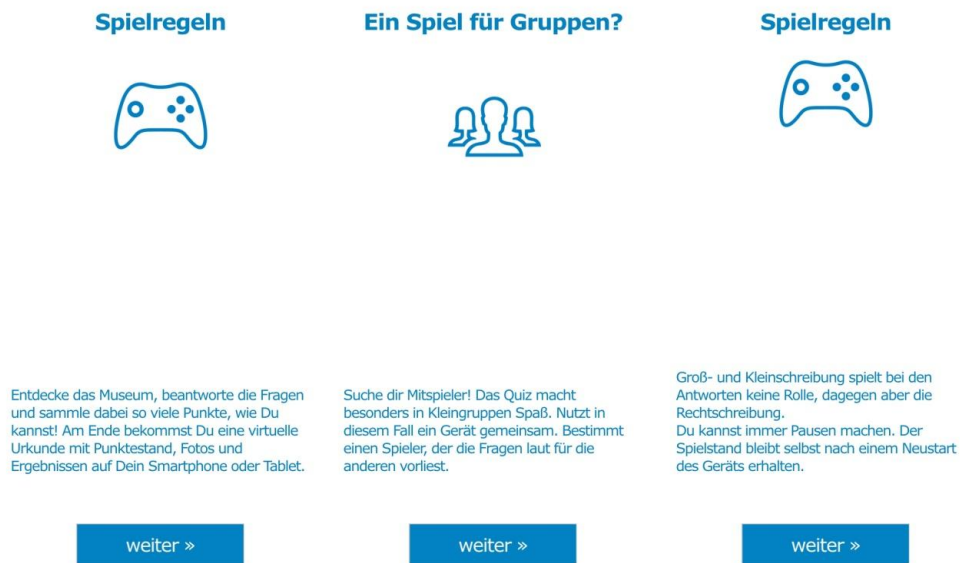 Spielregeln
Entdecke das Museum, beantworte die Fragen
und sammle dabei so viele Punkte, wie Du
kannst! Am Ende bekommst Du eine virtuelle
Urkunde mit Punktestand, Fotos und
Ergebnissen auf Dein Smartphone oder Tablet.
weiter »
Ein Spiel für Gruppen?
Suche dir Mitspieler! Das Quiz macht
besonders in Kleingruppen Spaß. Nutzt in
diesem Fall ein Gerät gemeinsam. Bestimmt
einen Spieler, der die Fragen laut für die
anderen vorliest.
weiter »
Spielregeln
Groß- und Kleinschreibung spielt bei den
Antworten keine Rolle, dagegen aber die
Rechtschreibung.
Du kannst immer Pausen machen. Der
Spielstand bleibt selbst nach einem Neustart
des Geräts erhalten.
weiter »